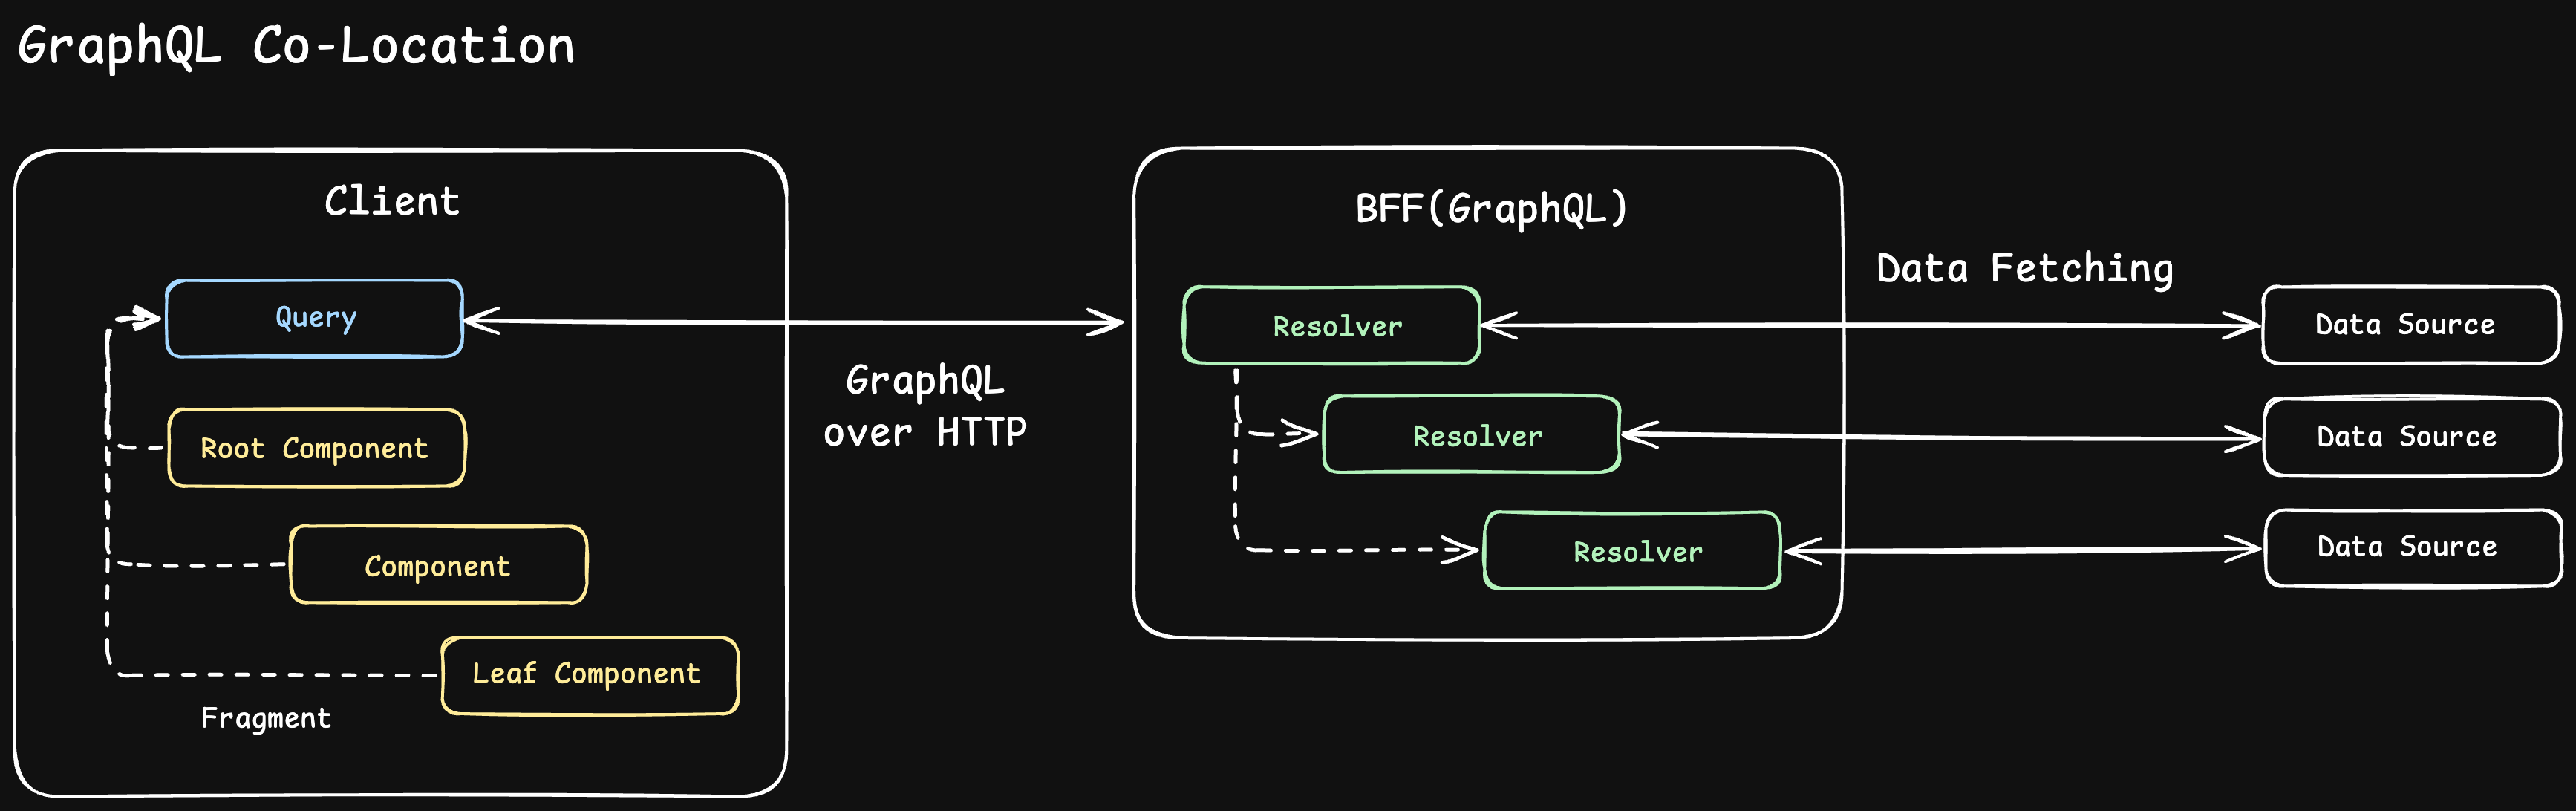 GraphQL Co-Location
Client
Query
Root Component
Component
Leaf Component
Fragment
GraphQL
over HTTP
BFF(GraphQL)
Resolver
Resolver
Resolver
Data Fetching
Data Source
Data Source
Data Source